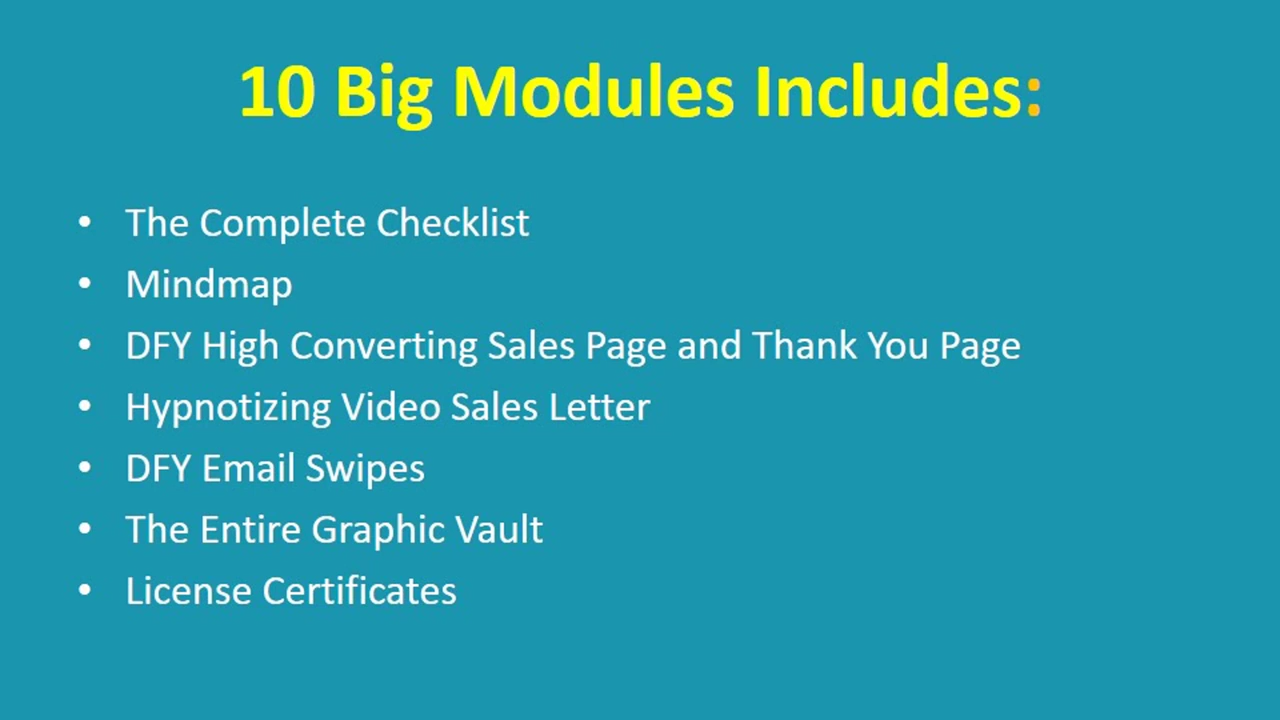 10 Big Modules Includes:
• The Complete Checklist
• Mindmap
• DFY High Converting Sales Page and Thank You Page
• Hypnotizing Video Sales Letter
• DFY Email Swipes
• The Entire Graphic Vault
• License Certificates